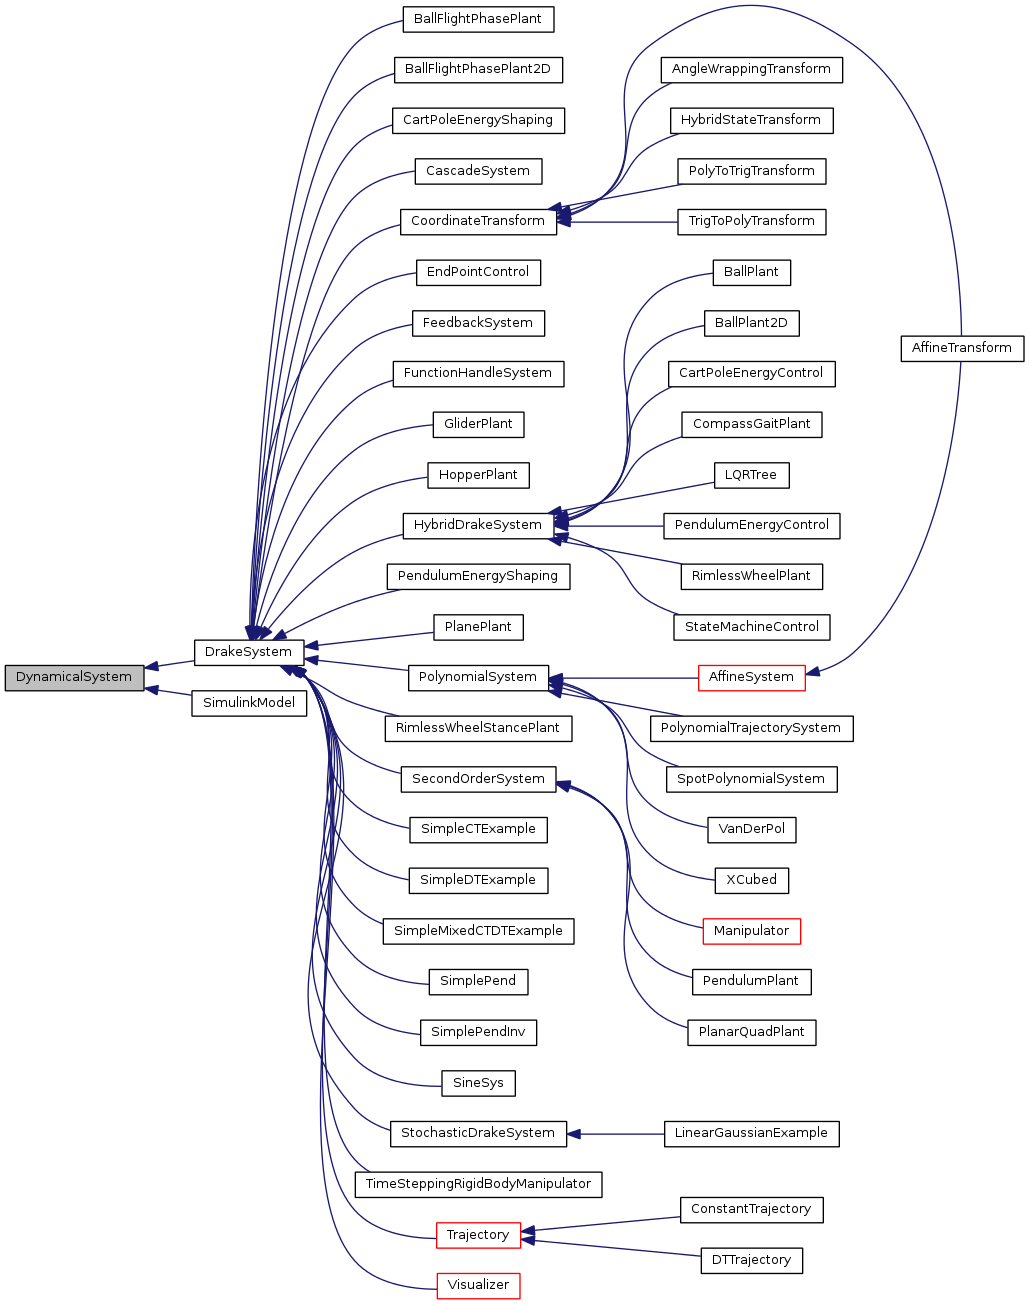 DynamicalSystem
DrakeSystem
SimulinkModel
BallFlightPhasePlant
BallFlightPhasePlant2D
CartPoleEnergyShaping
CascadeSystem
CoordinateTransform
EndPointControl
FeedbackSystem
FunctionHandleSystem
GliderPlant
HopperPlant
HybridDrakeSystem
PendulumEnergyShaping
PlanePlant
PolynomialSystem
RimlessWheelStancePlant
SecondOrderSystem
SimpleCTExample
SimpleDTExample
SimpleMixedCTDTExample
SimplePend
SimplePendInv
SineSys
StochasticDrakeSystem
TimeSteppingRigidBodyManipulator
Trajectory
Visualizer
AngleWrappingTransform
HybridStateTransform
PolyToTrigTransform
TrigToPolyTransform
BallPlant
BallPlant2D
CartPoleEnergyControl
CompassGaitPlant
LQRTree
PendulumEnergyControl
RimlessWheelPlant
StateMachineControl
AffineSystem
PolynomialTrajectorySystem
SpotPolynomialSystem
VanDerPol
XCubed
Manipulator
PendulumPlant
PlanarQuadPlant
LinearGaussianExample
ConstantTrajectory
DTTrajectory
AffineTransform